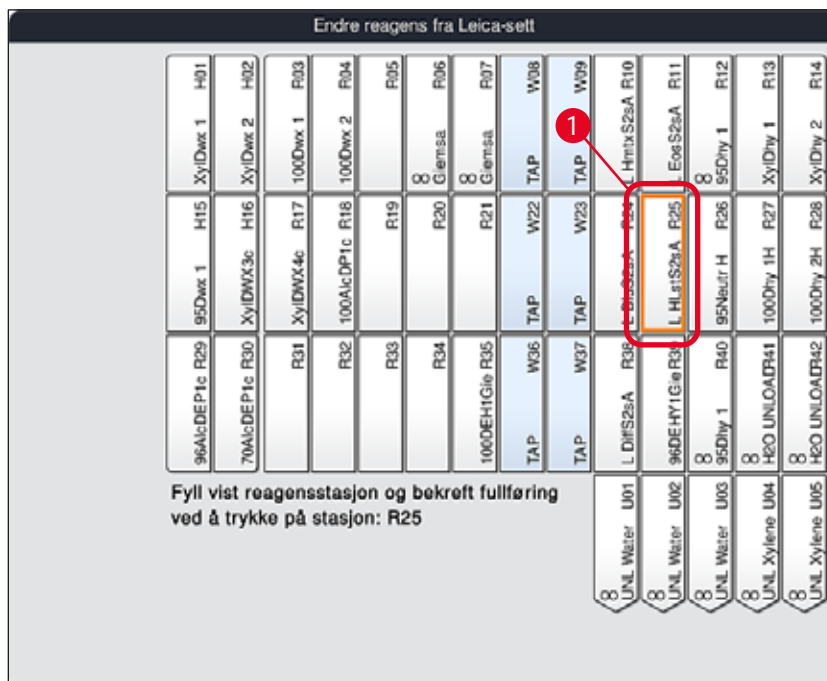 Endre reagens fra Leica-sett
XylDwx 1 H01
XylDwx 2 H02
100Dwx 1 R03
100Dwx 2 R04
R05
∞ Giemsa R06
∞ Giemsa R07
TAP W08
TAP W09
L HmtxS2sA R10
L EosS2sA R11
∞ 95Dhy 1 R12
XylDhy 1 R13
XylDhy 2 R14
1
95Dwx 1 H15
XylDWX3c H16
XylDWX4c R17
100AlcDP1c R18
R19
R20
R21
TAP W22
TAP W23
L BluS2sA R24
L HLstS2sA R25
95Neutr H R26
100Dhy 1H R27
100Dhy 2H R28
96AlcDEP1c R29
70AlcDEP1c R30
R31
R32
R33
R34
100DEH1Gie R35
TAP W36
TAP W37
L DiffS2sA R38
96DEHY1Gie R39
∞ 95Dhy 1 R40
∞ H2O UNLOAD R41
∞ H2O UNLOAD R42
Fyll vist reagensstasjon og bekreft fullføring
ved å trykke på stasjon: R25
∞ UNL Water U01
∞ UNL Water U02
∞ UNL Water U03
∞ UNL Xylene U04
∞ UNL Xylene U05